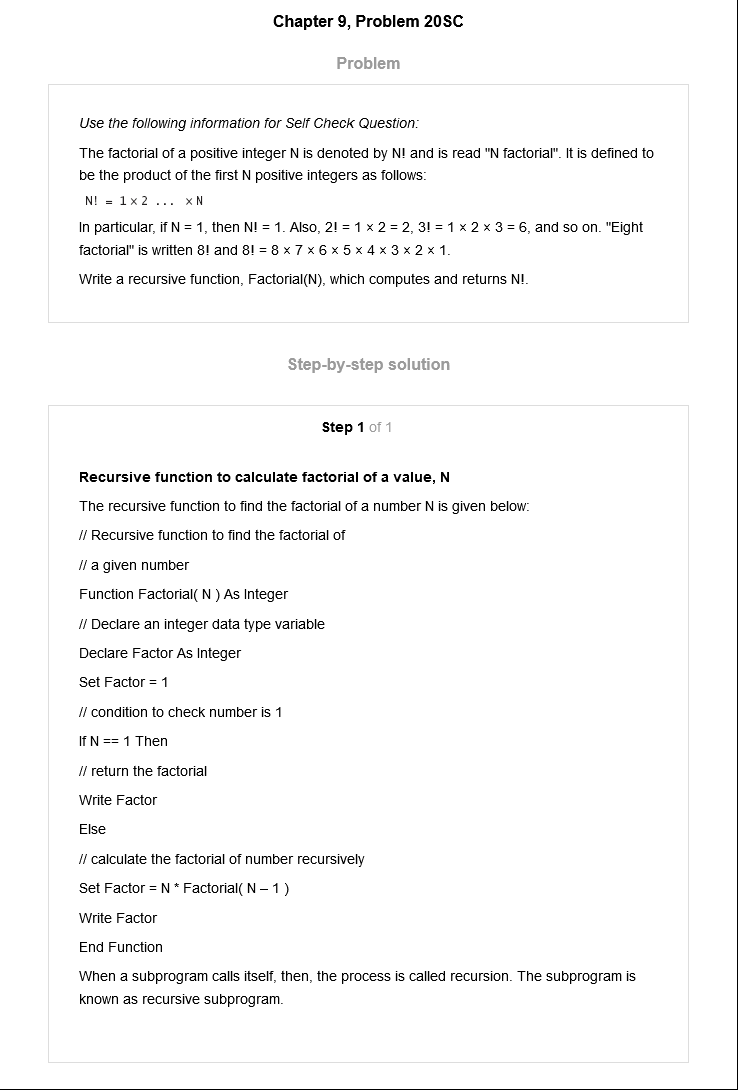 Chapter 9, Problem 20SC
Problem
Use the following information for Self Check Question:
The factorial of a positive integer N is denoted by N! and is read "N factorial". It is defined to
be the product of the first N positive integers as follows:
N! = 1 × 2 ... × N
In particular, if N = 1, then N! = 1. Also, 2! = 1 × 2 = 2, 3! = 1 × 2 × 3 = 6, and so on. "Eight
factorial" is written 8! and 8! = 8 × 7 × 6 × 5 × 4 × 3 × 2 × 1.
Write a recursive function, Factorial(N), which computes and returns N!.
Step-by-step solution
Step 1 of 1
Recursive function to calculate factorial of a value, N
The recursive function to find the factorial of a number N is given below:
// Recursive function to find the factorial of
// a given number
Function Factorial( N ) As Integer
// Declare an integer data type variable
Declare Factor As Integer
Set Factor = 1
// condition to check number is 1
If N == 1 Then
// return the factorial
Write Factor
Else
// calculate the factorial of number recursively
Set Factor = N * Factorial( N – 1 )
Write Factor
End Function
When a subprogram calls itself, then, the process is called recursion. The subprogram is
known as recursive subprogram.